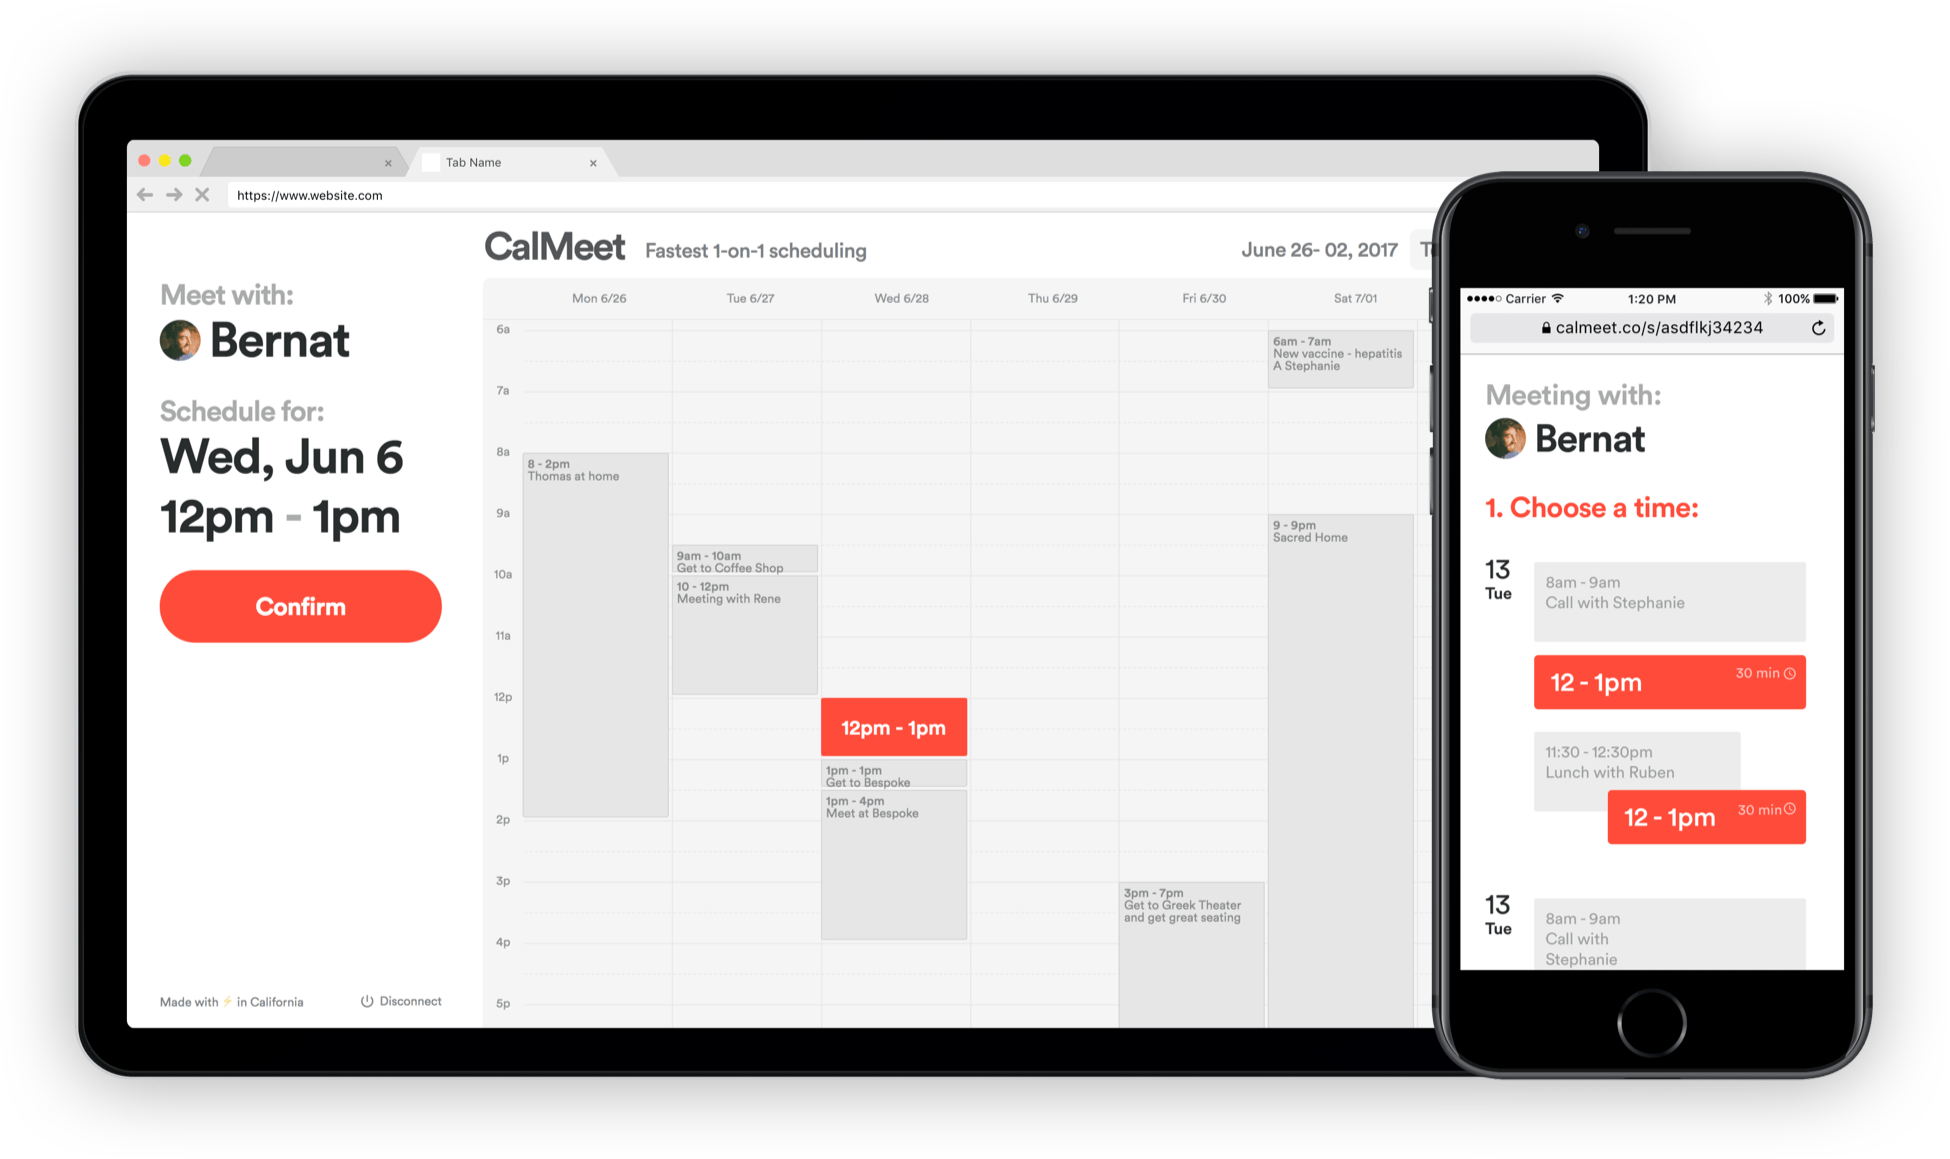 Tab Name
https://www.website.com
CalMeet Fastest 1-on-1 scheduling
June 26- 02, 2017
Meet with:
Bernat
Schedule for:
Wed, Jun 6
12pm - 1pm
Confirm
Made with ⚡ in California
Disconnect
Mon 6/26 Tue 6/27 Wed 6/28 Thu 6/29 Fri 6/30 Sat 7/01
6a
7a
8a
9a
10a
11a
12p
1p
2p
3p
4p
5p
8 - 2pm
Thomas at home
9am - 10am
Get to Coffee Shop
10 - 12pm
Meeting with Rene
12pm - 1pm
1pm - 1pm
Get to Bespoke
1pm - 4pm
Meet at Bespoke
3pm - 7pm
Get to Greek Theater
and get great seating
6am - 7am
New vaccine - hepatitis
A Stephanie
9 - 9pm
Sacred Home
Carrier 1:20 PM 100%
calmeet.co/s/asdflkj34234
Meeting with:
Bernat
1. Choose a time:
13
Tue
8am - 9am
Call with Stephanie
12 - 1pm 30 min
11:30 - 12:30pm
Lunch with Ruben
12 - 1pm 30 min
13
Tue
8am - 9am
Call with
Stephanie